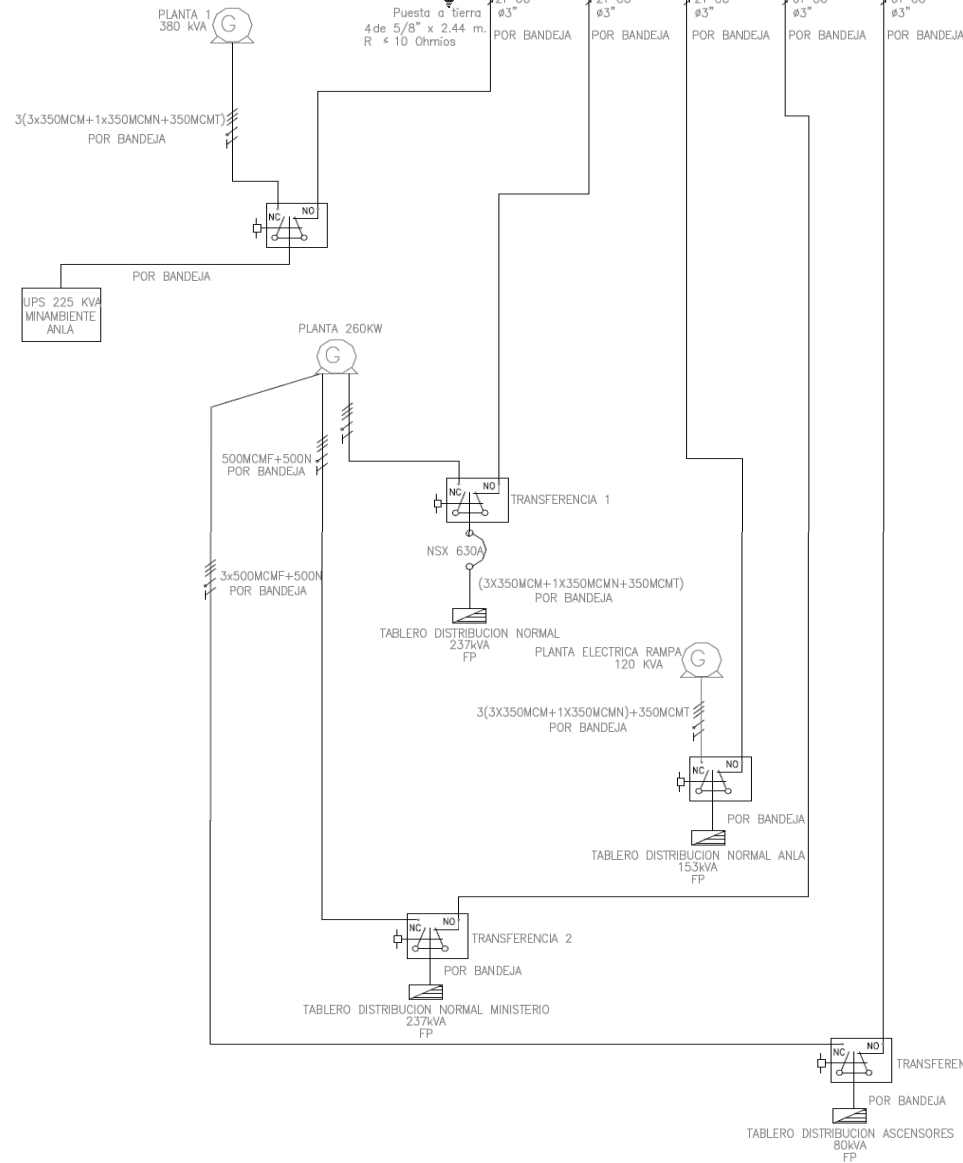 PLANTA 1
380 kVA
G
Puesta a tierra
4de 5/8" x 2.44 m.
R ≤ 10 Ohmios
ø3"
POR BANDEJA
ø3"
POR BANDEJA
ø3"
POR BANDEJA
ø3"
POR BANDEJA
ø3"
POR BANDEJA
3(3x350MCM+1x350MCMN+350MCMT)
POR BANDEJA
NC
NO
POR BANDEJA
UPS 225 KVA
MINAMBIENTE
ANLA
PLANTA 260KW
G
500MCMF+500N
POR BANDEJA
NC
NO
TRANSFERENCIA 1
NSX 630A
3x500MCMF+500N
POR BANDEJA
(3X350MCM+1X350MCMN+350MCMT)
POR BANDEJA
TABLERO DISTRIBUCION NORMAL
237kVA
FP
PLANTA ELECTRICA RAMPA
120 KVA
G
3(3X350MCM+1X350MCMN)+350MCMT
POR BANDEJA
NC
NO
POR BANDEJA
TABLERO DISTRIBUCION NORMAL ANLA
153kVA
FP
NC
NO
TRANSFERENCIA 2
POR BANDEJA
TABLERO DISTRIBUCION NORMAL MINISTERIO
237kVA
FP
NC
NO
POR BANDEJA
TABLERO DISTRIBUCION ASCENSORES
80kVA
FP